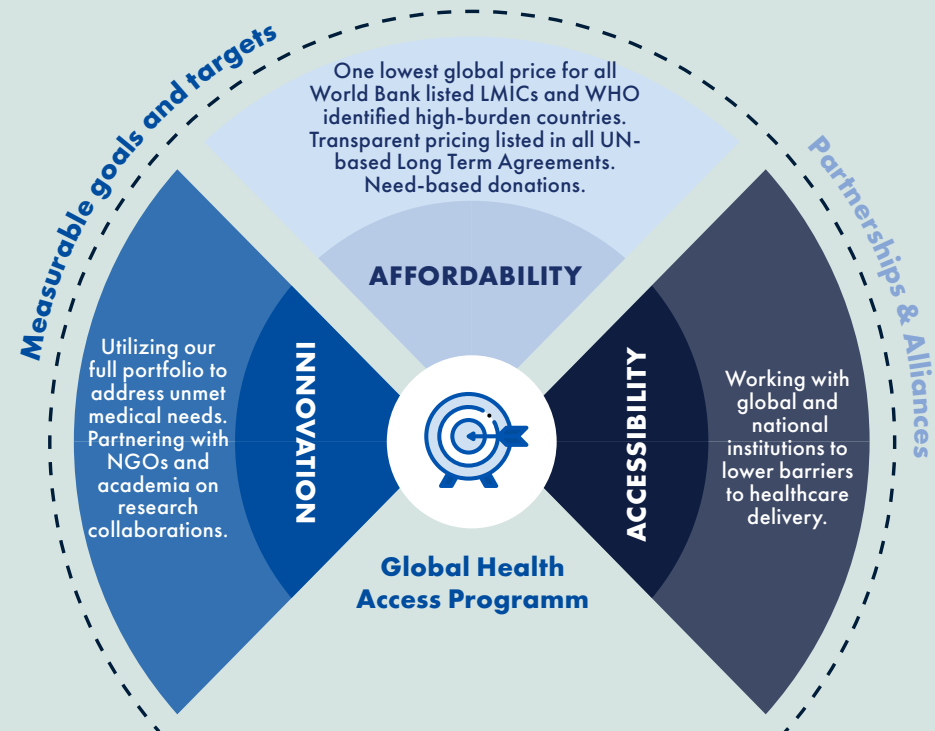 Measurable goals and targets
One lowest global price for all
World Bank listed LMICs and WHO
identified high-burden countries.
Transparent pricing listed in all UN-
based Long Term Agreements.
Need-based donations.
AFFORDABILITY
Partnerships & Alliances
Utilizing our
full portfolio to
address unmet
medical needs.
Partnering with
NGOs and
academia on
research
collaborations.
INNOVATION
ACCESSIBILITY
Working with
global and
national
institutions to
lower barriers
to healthcare
delivery.
Global Health
Access Programm